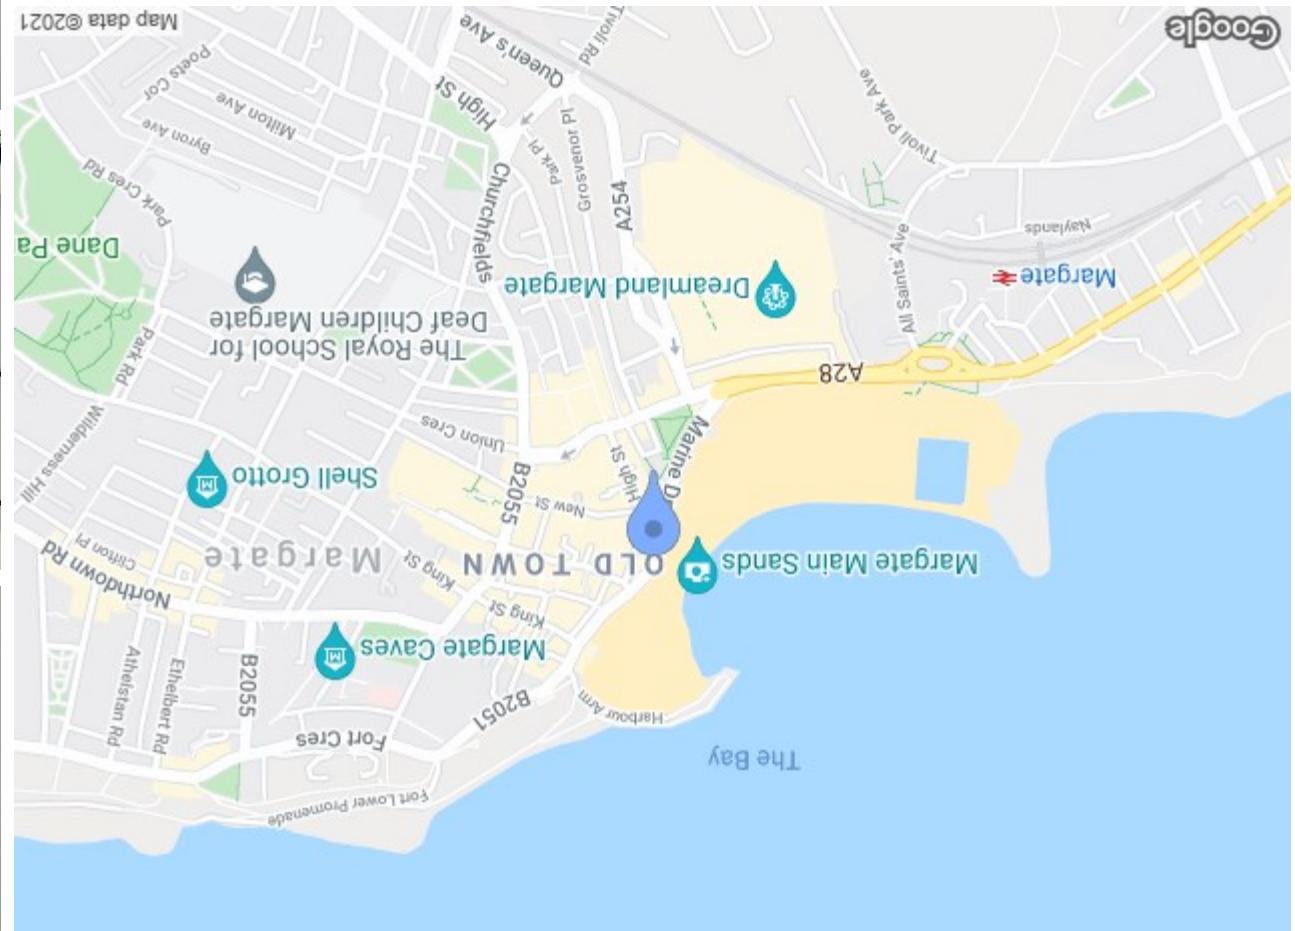 Fort Lower Promenade
The Bay
Fort Cres
Harbour Arm
B2051
B2055
Ethelbert Rd
Athelstan Rd
Margate Caves
King St
Northdown Rd
Margate Main Sands
OLD TOWN
King St
Margate
Clifton Pl
New St
B2055
Shell Grotto
Wilderness Hill
High St
Marine D
Union Cres
A28
The Royal School for
Deaf Children Margate
Park Rd
Margate
Dreamland Margate
All Saints' Ave
Naylands
A254
Churchfields
Dane Pa
Park Cres Rd
Grosvenor Pl
Park Pl
Tivoli Park Ave
High St
Byron Ave
Milton Ave
Poets Cor
Queen's Ave
Tivoli Rd
Google
Map data ©2021